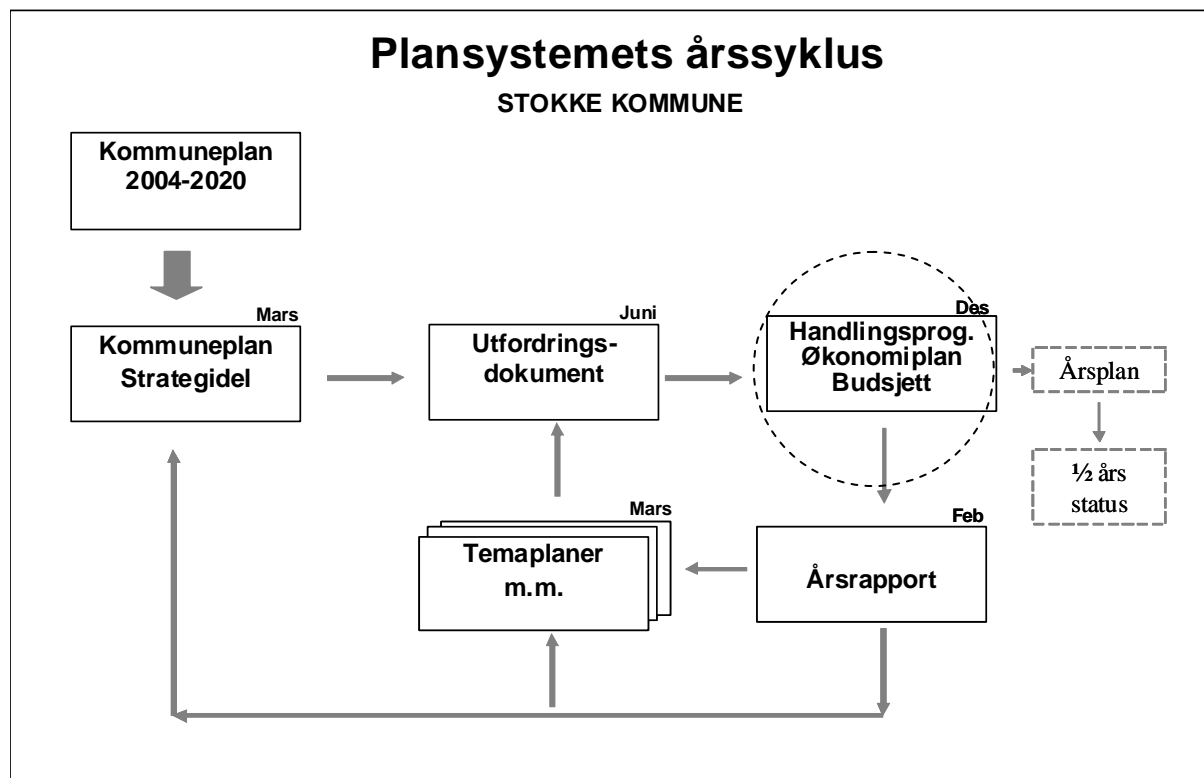 Plansystemets årssyklus
STOKKE KOMMUNE
Kommuneplan
2004-2020
Mars
Kommuneplan
Strategidel
Juni
Utfordrings-
dokument
Des
Handlingsprog.
Økonomiplan
Budsjett
Årsplan
½ års
status
Mars
Temaplaner
m.m.
Feb
Årsrapport